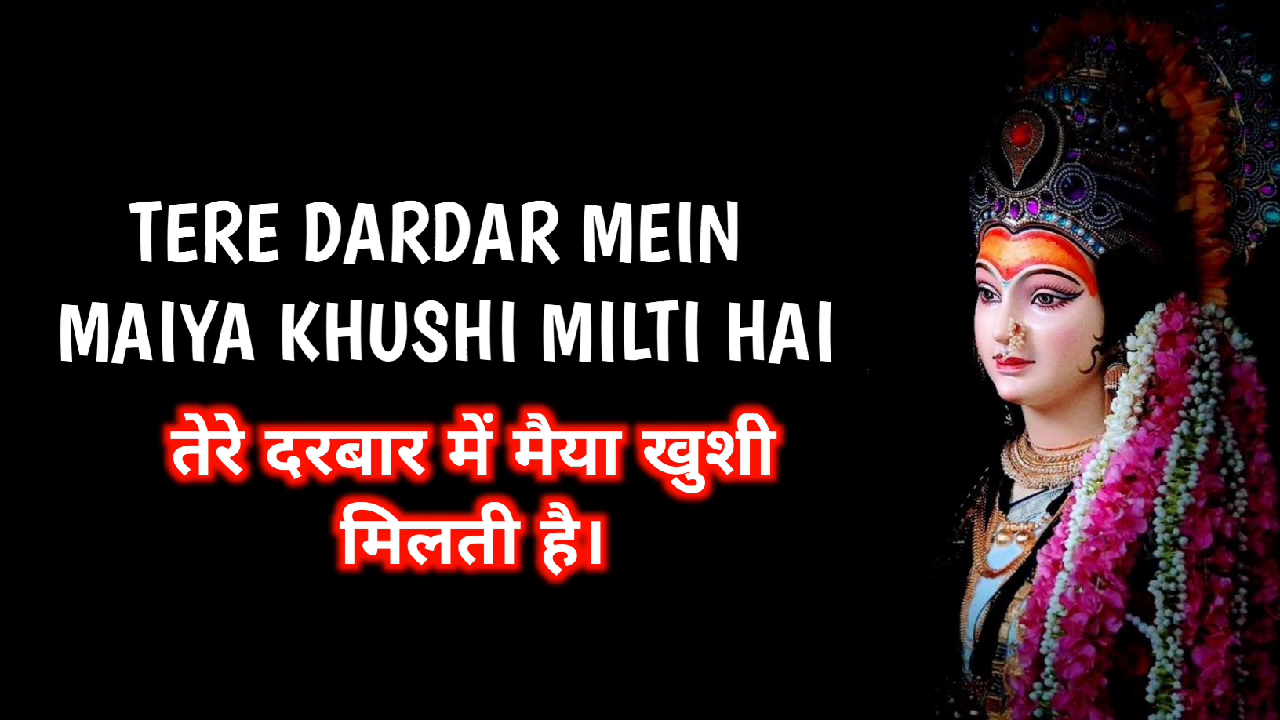 TERE DARDAR MEIN
MAIYA KHUSHI MILTI HAI
तेरे दरबार में मैया खुशी
मिलती है।